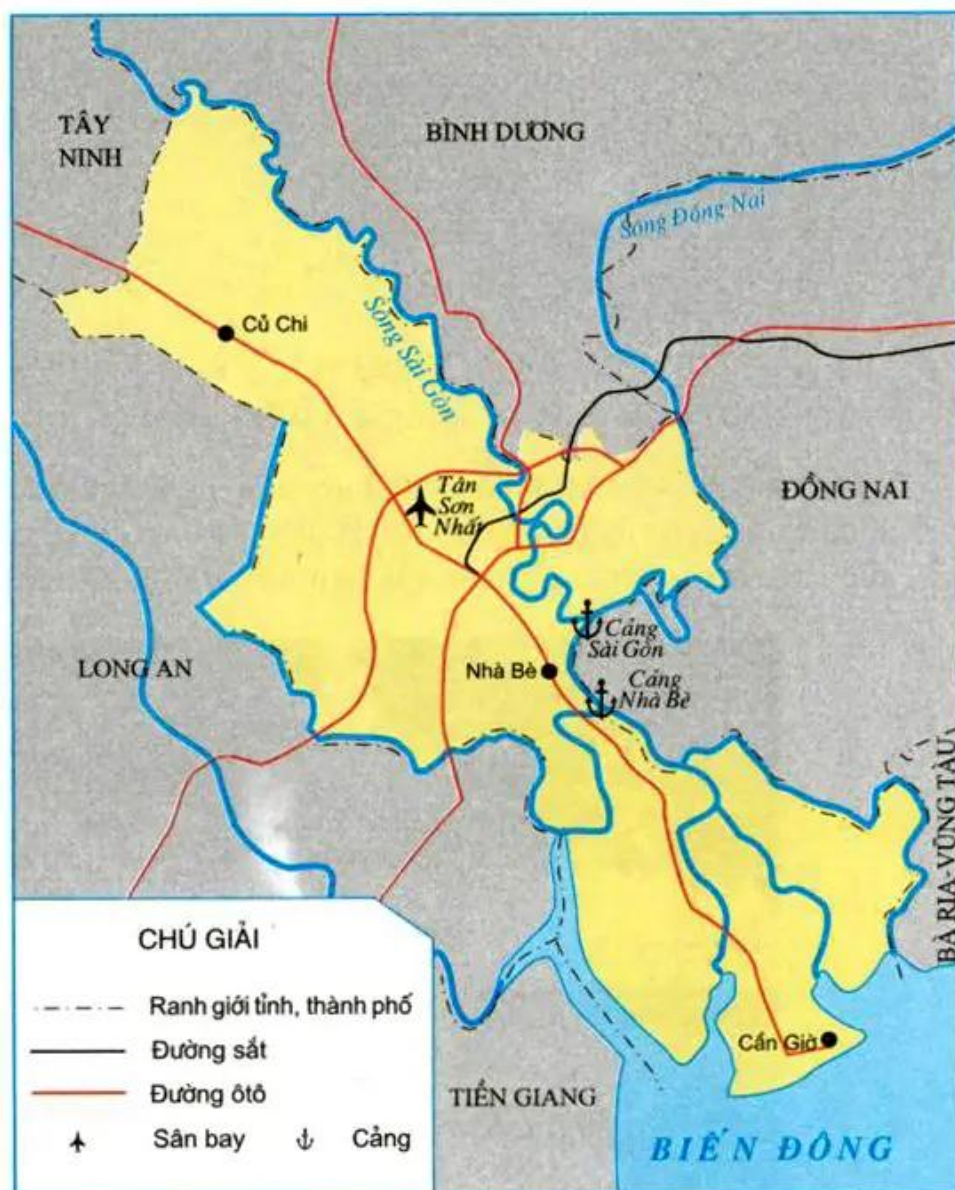 TÂY
NINH
BÌNH DƯƠNG
Sông Đồng Nai
Củ Chi
Sông Sài Gòn
Tân
Sơn
Nhất
ĐỒNG NAI
Cảng
Sài Gòn
LONG AN
Nhà Bè
Cảng
Nhà Bè
BÀ RỊA-VŨNG TÀU
CHÚ GIẢI
Ranh giới tỉnh, thành phố
Đường sắt
Đường ôtô
Sân bay
Cảng
Cần Giờ
TIỀN GIANG
BIỂN ĐÔNG